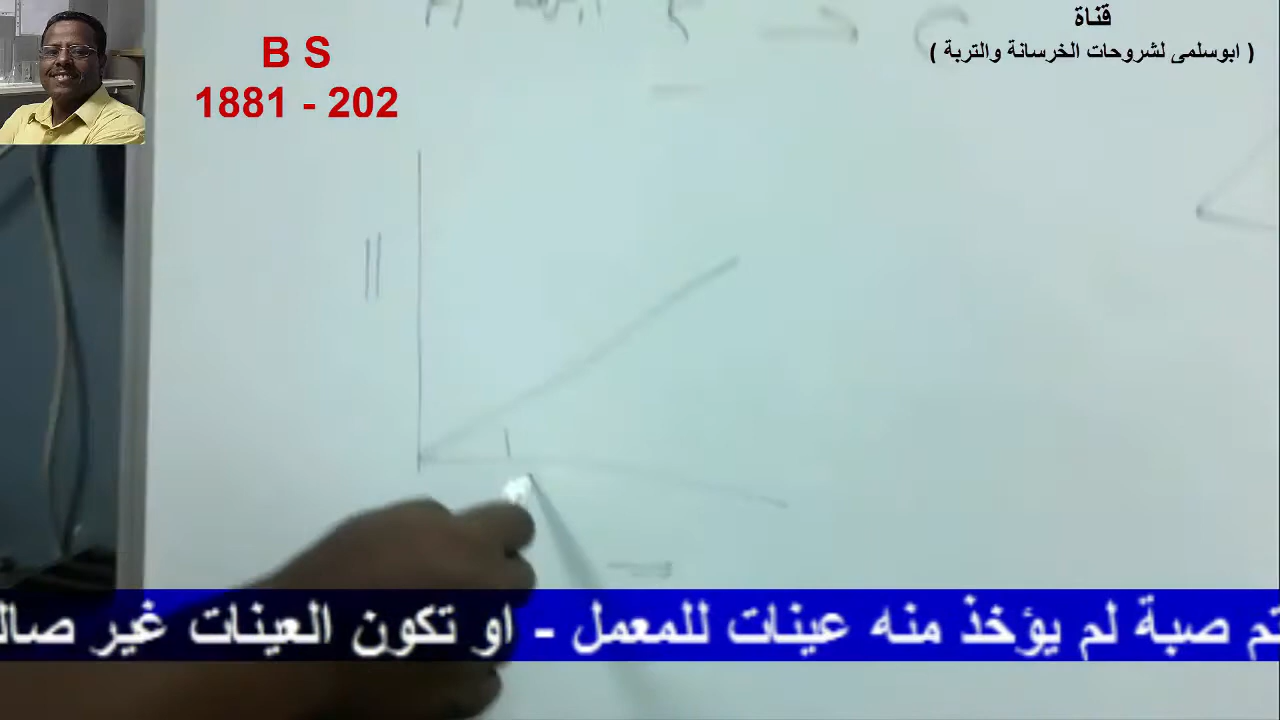 قناة
( ابوسلمى لشروحات الخرسانة والتربة )
B S
1881 - 202
تم صبة لم يؤخذ منه عينات للمعمل - او تكون العينات غير صال